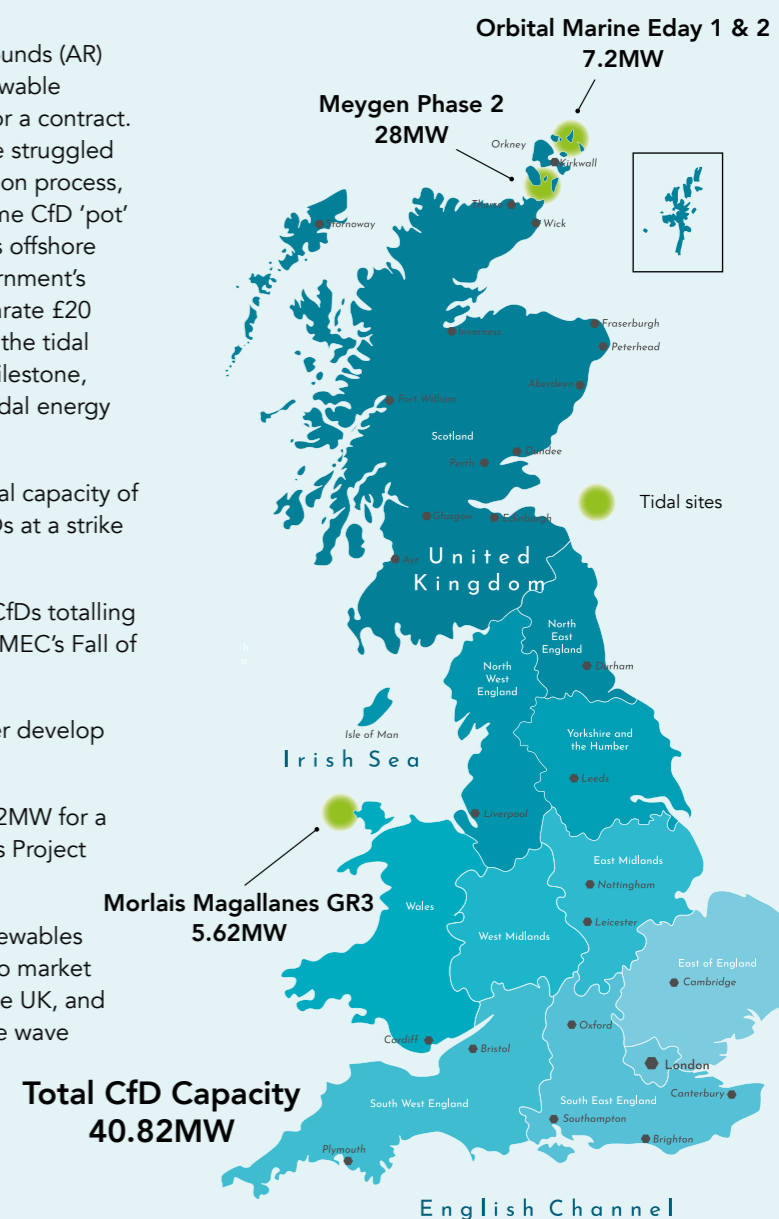 unds (AR)
wable
or a contract.
e struggled
on process,
me CfD ‘pot’
s offshore
rnment’s
arate £20
the tidal
ilestone,
dal energy
al capacity of
Ds at a strike
CfDs totalling
MEC’s Fall of
er develop
2MW for a
s Project
ewables
o market
e UK, and
e wave
Orbital Marine Eday 1 & 2
7.2MW
Meygen Phase 2
28MW
Orkney
Kirkwall
Thurso
Wick
Stornoway
Inverness
Fraserburgh
Peterhead
Aberdeen
Fort William
Scotland
Dundee
Perth
Tidal sites
Glasgow
Edinburgh
Ayr
United
Kingdom
North
East
England
Durham
North
West
England
Isle of Man
Irish Sea
Yorkshire and
the Humber
Leeds
Liverpool
East Midlands
Nottingham
Leicester
Morlais Magallanes GR3
5.62MW
Wales
West Midlands
East of England
Cambridge
Oxford
Cardiff
Bristol
London
Total CfD Capacity
40.82MW
South West England
South East England
Canterbury
Southampton
Brighton
Plymouth
English Channel